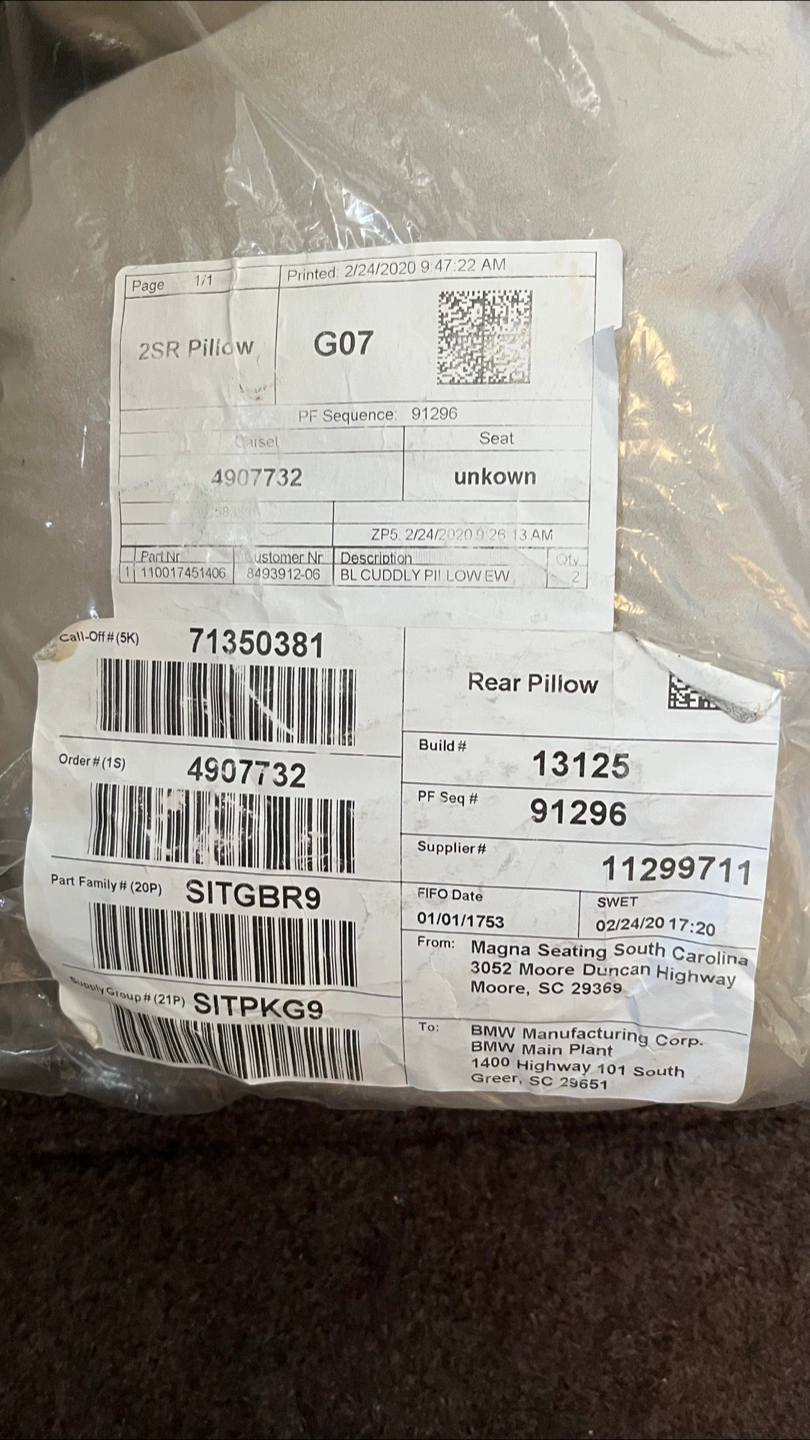 Page 1/1 Printed: 2/24/2020 9:47:22 AM
2SR Pillow G07
PF Sequence: 91296
Carset Seat
4907732 unkown
ZP5: 2/24/2020 9:26:13 AM
Part Nr Customer Nr Description Qty
1 110017451406 8493912-06 BL CUDDLY PILLOW EW 2
Call-Off # (5K) 71350381
Rear Pillow
Order # (1S) 4907732
Build # 13125
PF Seq # 91296
Supplier # 11299711
Part Family # (20P) SITGBR9
FIFO Date SWET
01/01/1753 02/24/20 17:20
Supply Group # (21P) SITPKG9
From: Magna Seating South Carolina
3052 Moore Duncan Highway
Moore, SC 29369
To: BMW Manufacturing Corp.
BMW Main Plant
1400 Highway 101 South
Greer, SC 29651